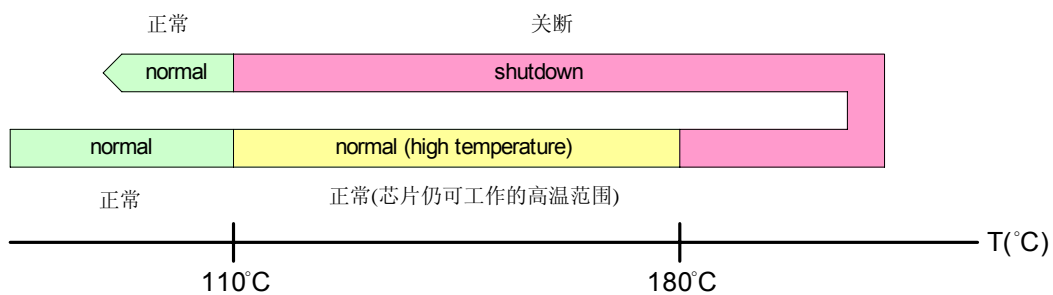 正常 关断
normal shutdown
normal normal (high temperature)
正常 正常(芯片仍可工作的高温范围)
T(°C)
110°C 180°C